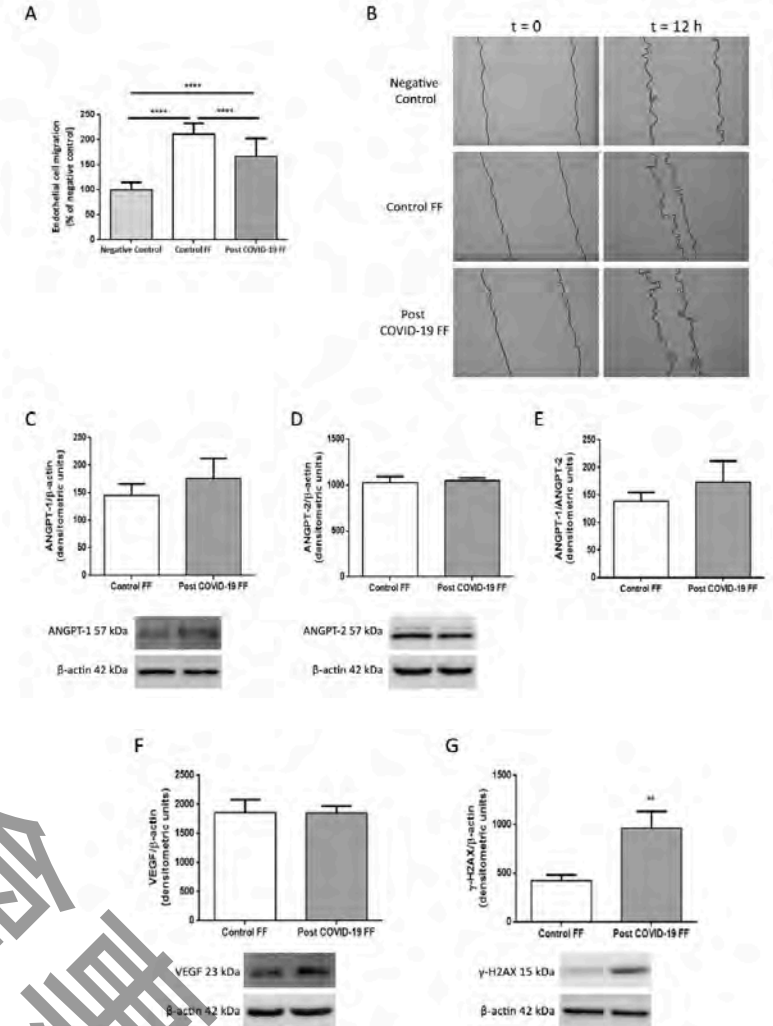 A
****
****
****
250
200
150
100
50
0
Endothelial cell migration
(% of negative control)
Negative Control
Control FF
Post COVID-19 FF
B
t = 0
t = 12 h
Negative
Control
Control FF
Post
COVID-19 FF
C
250
200
150
100
50
0
ANGPT-1/β-actin
(densitometric units)
Control FF
Post COVID-19 FF
ANGPT-1 57 kDa
β-actin 42 kDa
D
1500
1000
500
0
ANGPT-2/β-actin
(densitometric units)
Control FF
Post COVID-19 FF
ANGPT-2 57 kDa
β-actin 42 kDa
E
250
200
150
100
50
0
ANGPT-1/ANGPT-2
(densitometric units)
Control FF
Post COVID-19 FF
F
2500
2000
1500
1000
500
0
VEGF/β-actin
(densitometric units)
Control FF
Post COVID-19 FF
VEGF 23 kDa
β-actin 42 kDa
G
**
1500
1000
500
0
γ-H2AX/β-actin
(densitometric units)
Control FF
Post COVID-19 FF
γ-H2AX 15 kDa
β-actin 42 kDa